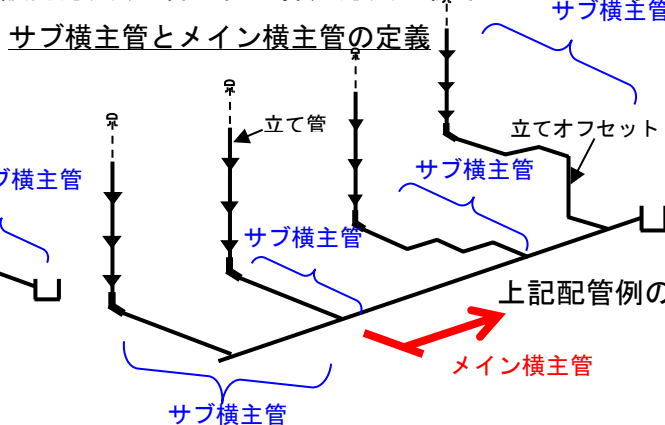 サブ横主管
サブ横主管とメイン横主管の定義
立て管
立てオフセット
サブ横主管
ブ横主管
サブ横主管
上記配管例の
メイン横主管
サブ横主管